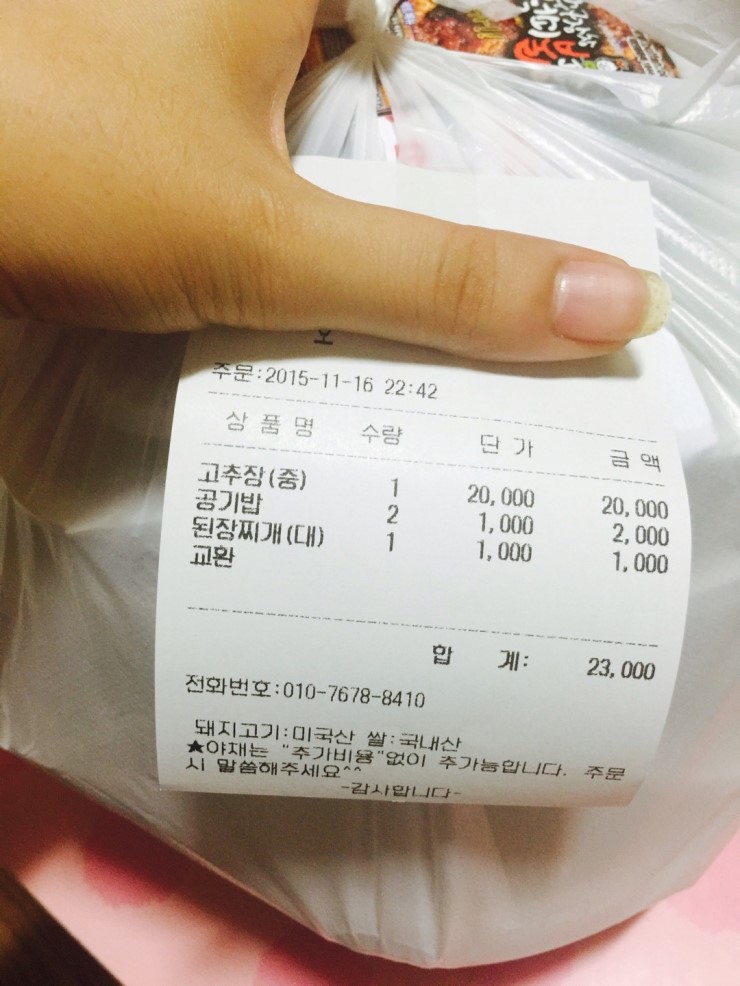 주문:2015-11-16 22:42
상 품 명 수량 단 가 금 액
고추장(중) 1 20,000 20,000
공기밥 2 1,000 2,000
된장찌개(대) 1 1,000 1,000
교환
합 계: 23,000
전화번호:010-7678-8410
돼지고기:미국산 쌀:국내산
★야채는 "추가비용"없이 추가능합니다. 주문
시 말씀해주세요^^
-감사합니다-